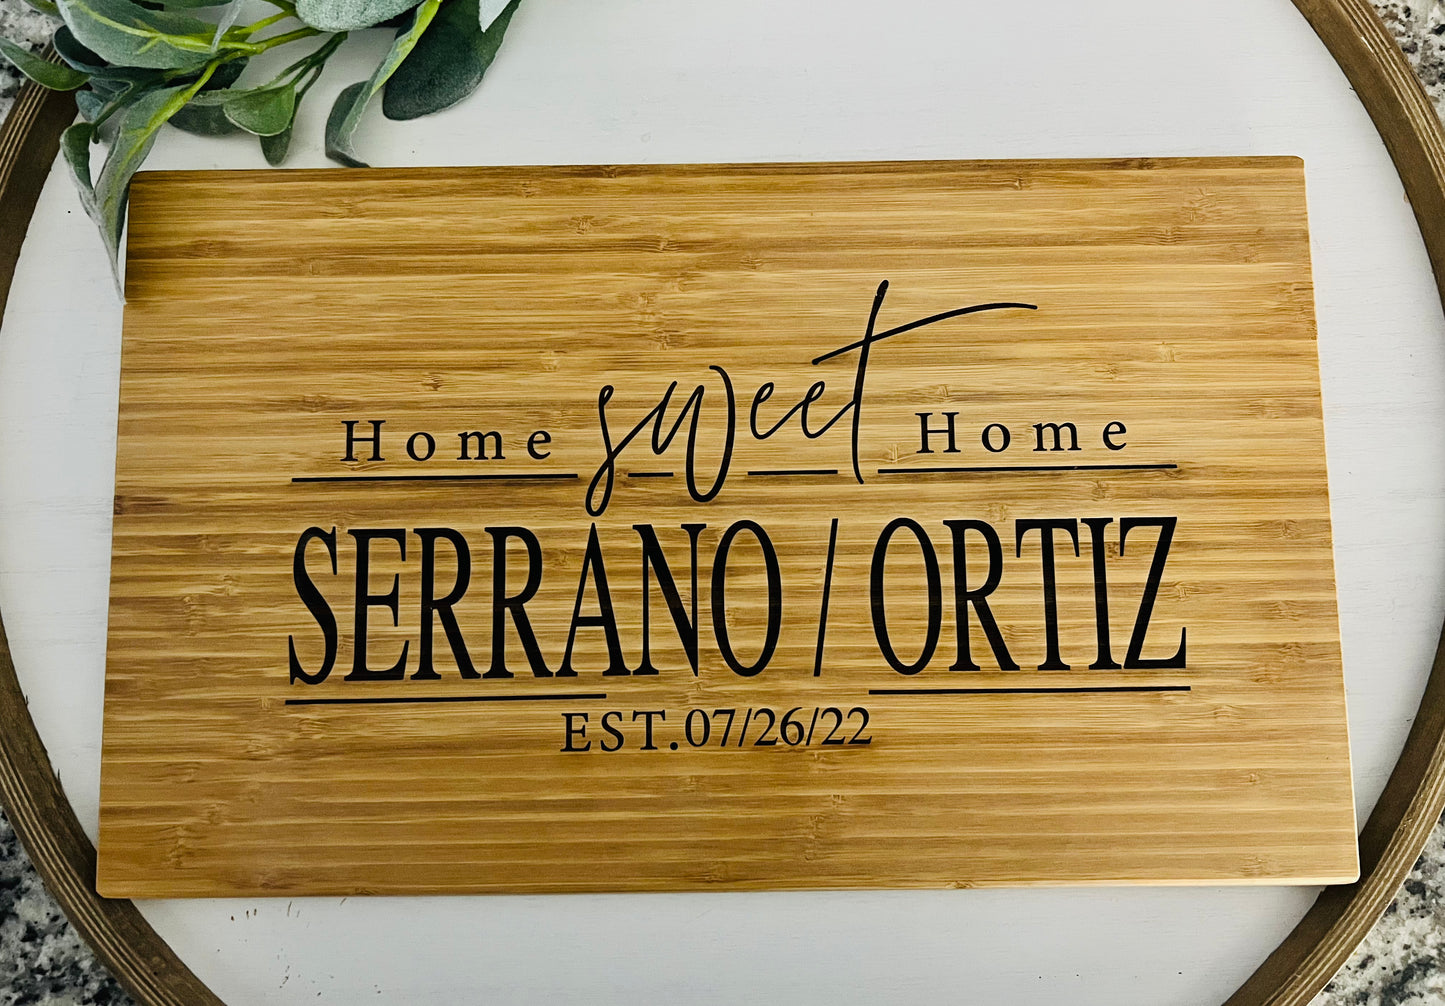 Home sweet Home
SERRANO / ORTIZ
EST. 07/26/22